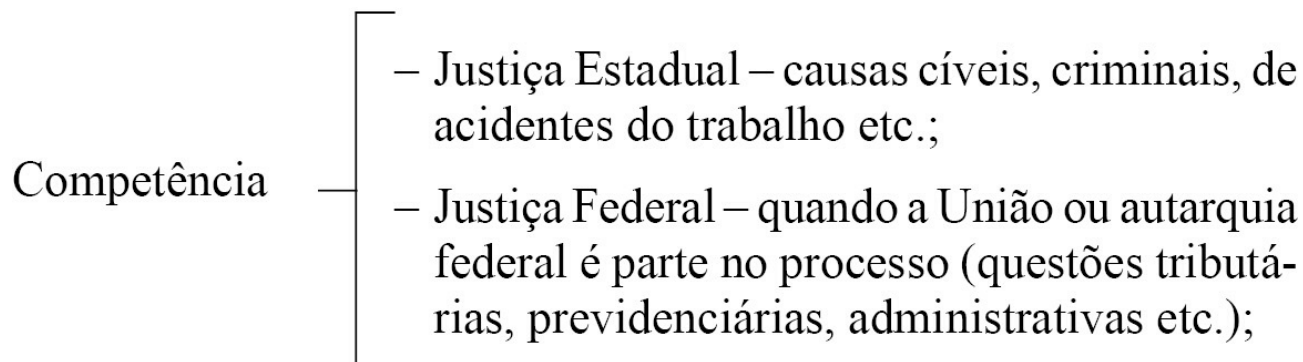 – Justiça Estadual – causas cíveis, criminais, de
acidentes do trabalho etc.;
Competência
– Justiça Federal – quando a União ou autarquia
federal é parte no processo (questões tributá-
rias, previdenciárias, administrativas etc.);